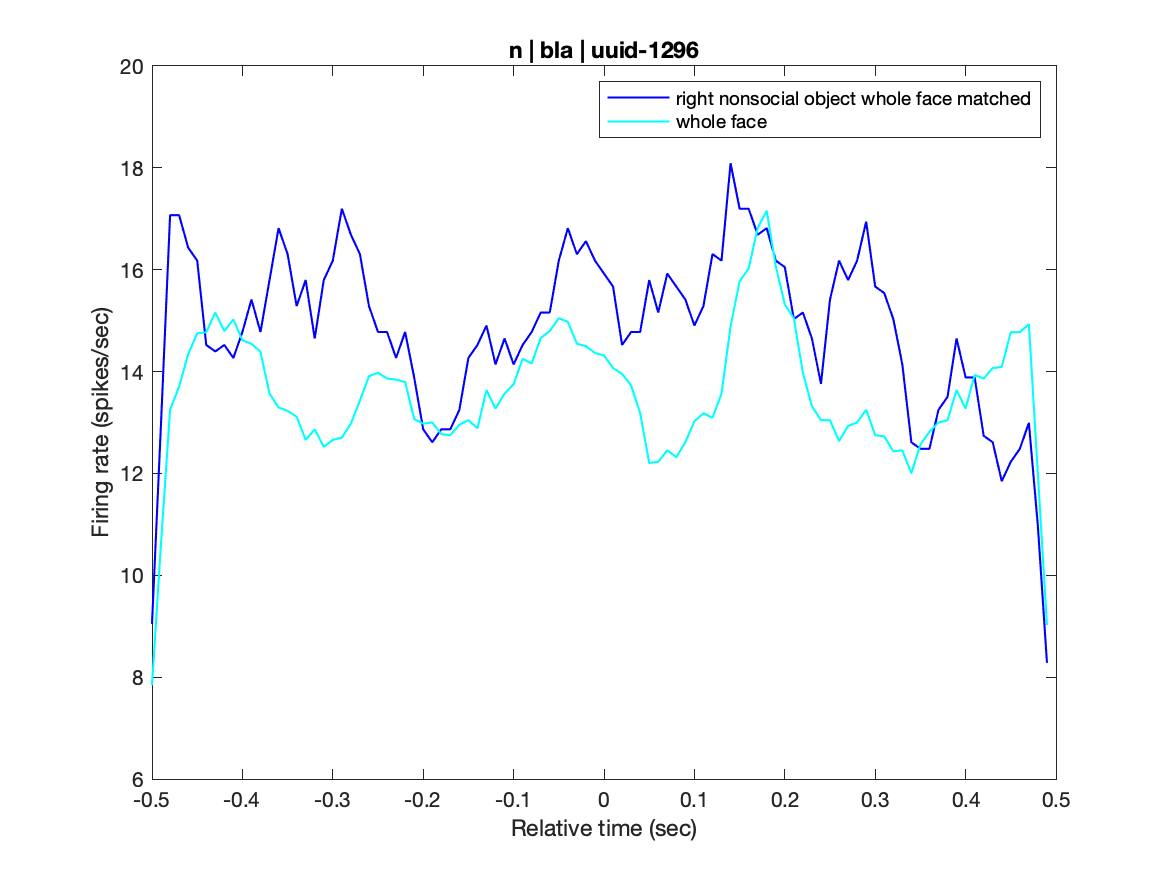 n | bla | uuid-1296
right nonsocial object whole face matched
whole face
20
18
16
14
12
10
8
6
Firing rate (spikes/sec)
-0.5 -0.4 -0.3 -0.2 -0.1 0 0.1 0.2 0.3 0.4 0.5
Relative time (sec)